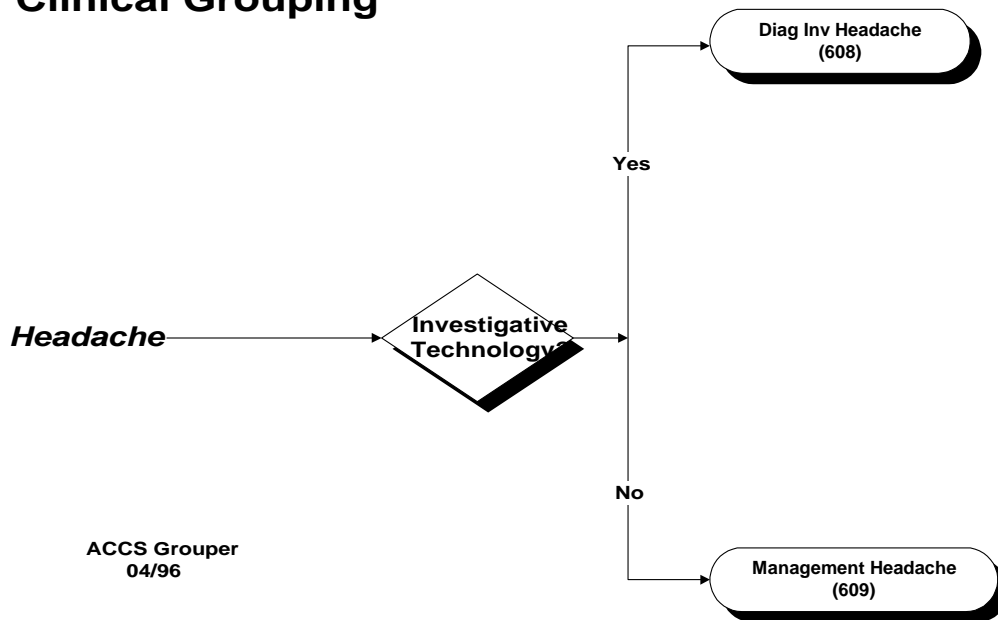 Clinical Grouping
Diag Inv Headache
(608)
Yes
Headache
Investigative
Technology?
No
ACCS Grouper
04/96
Management Headache
(609)